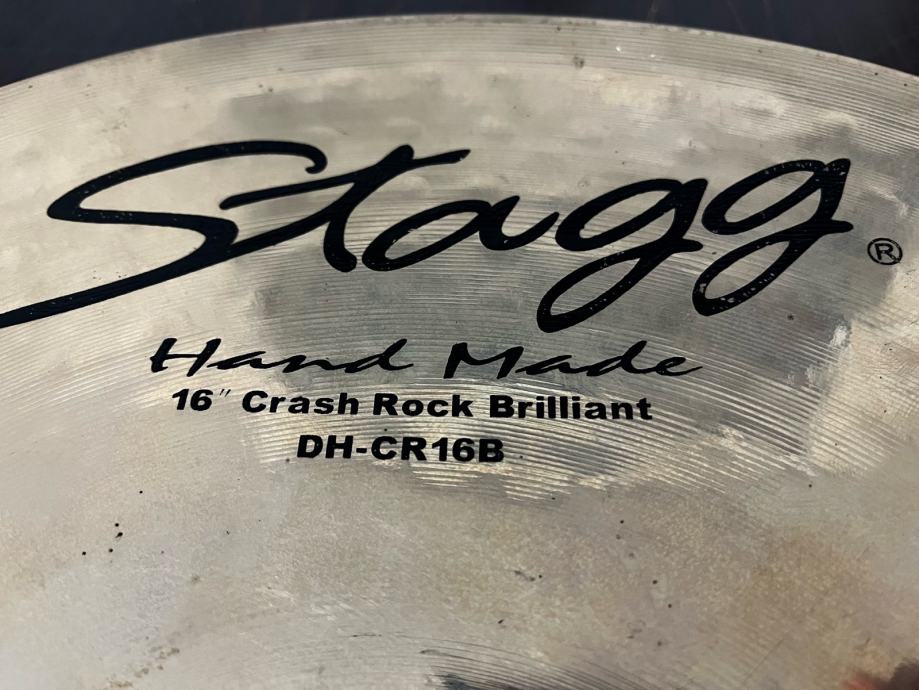 Stagg®
Hand Made
16" Crash Rock Brilliant
DH-CR16B